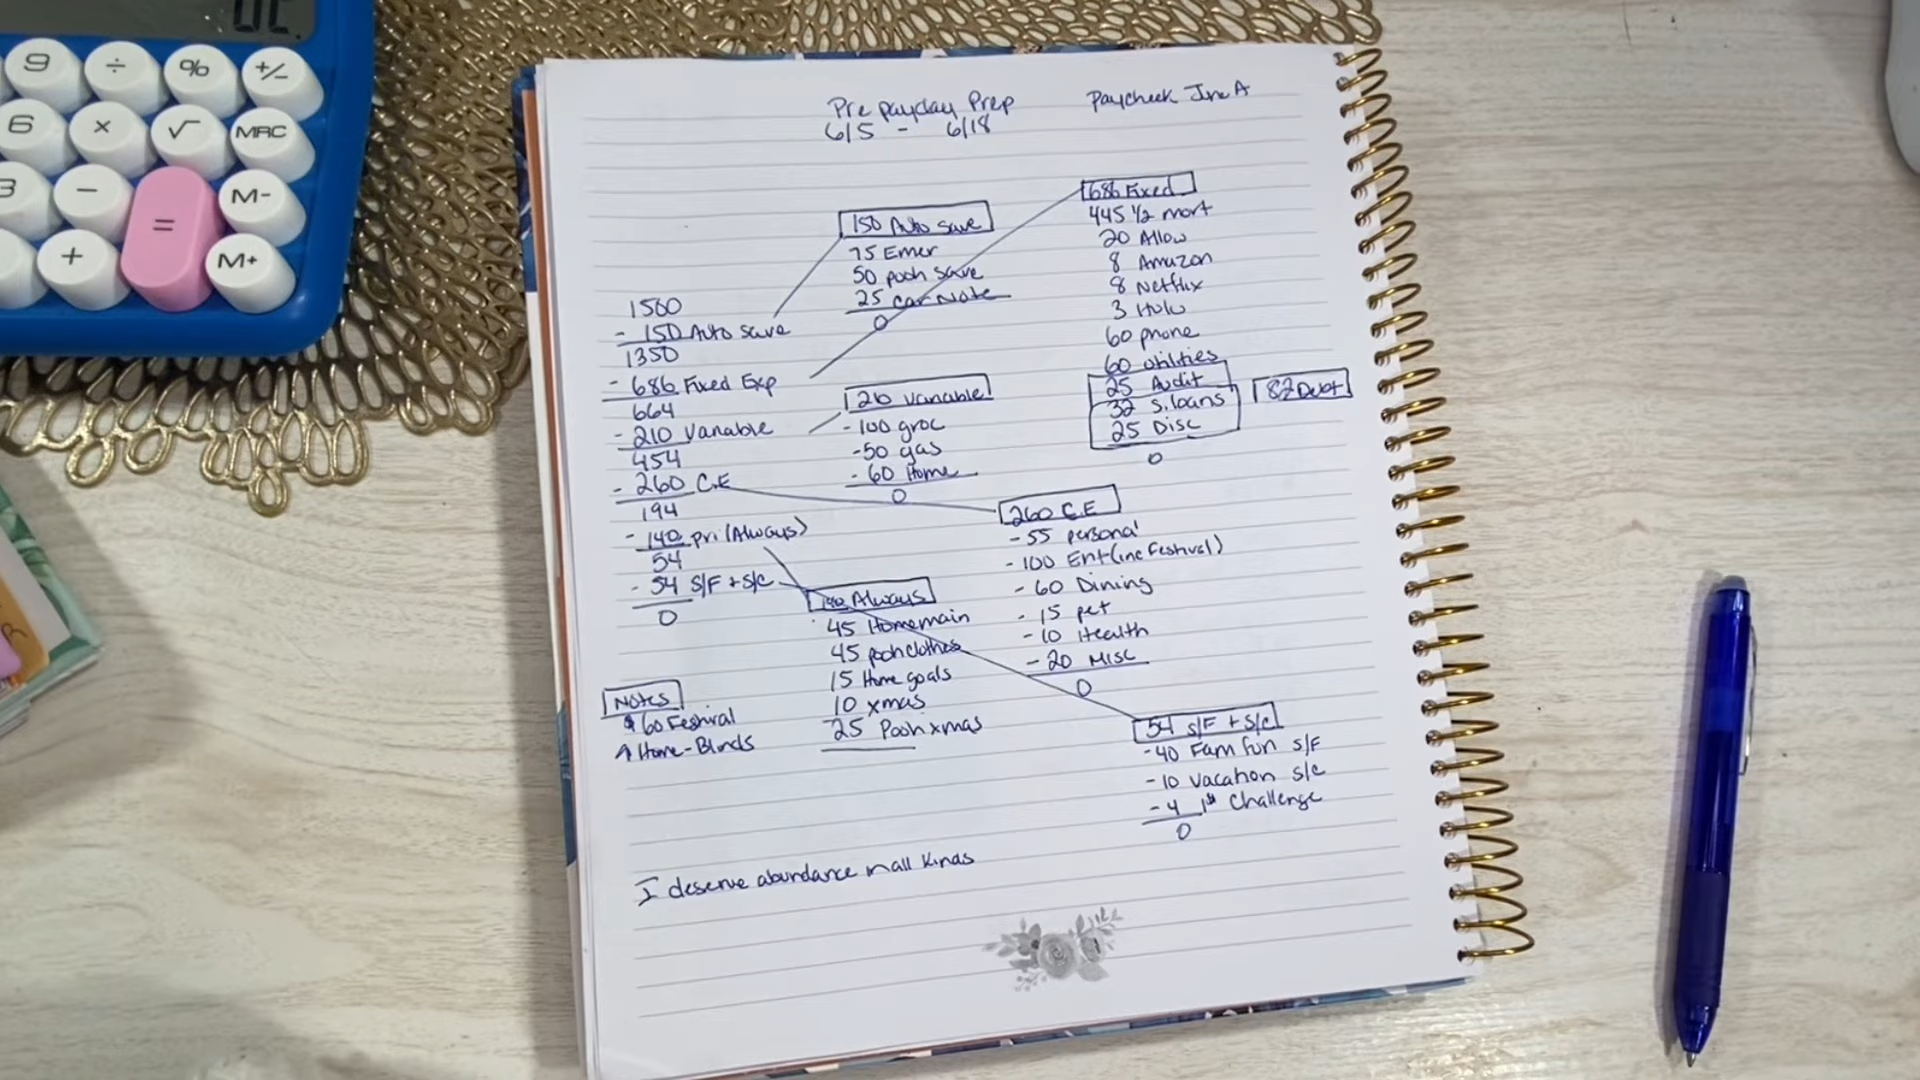 9 ÷ % +/-
6 × √ MRC
3 - = M-
+ M+
Pre payday Prep
6/5 - 6/18
Paycheck June A
1500
- 150 Auto save
1350
- 686 Fixed Exp
664
- 210 Variable
454
- 260 C.E
194
- 140 pri (Always)
54
- 54 S/F + S/C
0
150 Auto save
75 Emer
50 pooh save
25 Car Note
0
210 Variable
- 100 groc
- 50 gas
- 60 Home
0
140 Always
45 Homemain
45 pooh clothes
15 Home goals
10 xmas
25 Pooh xmas
686 Fixed
445 1/2 mort
20 Allow
8 Amazon
8 Netflix
3 Hulu
60 phone
60 utilities
25 Audit
32 S.loans
25 Disc
0
82 Debt
260 C.E
- 55 personal
- 100 Ent (inc Festival)
- 60 Dining
- 15 pet
- 10 Health
- 20 Misc
0
54 S/F + S/C
- 40 Fam fun S/F
- 10 Vacation S/C
- 4 1$ Challenge
0
Notes
$60 Festival
↑ Home - Blinds
I deserve abundance in all Kinds